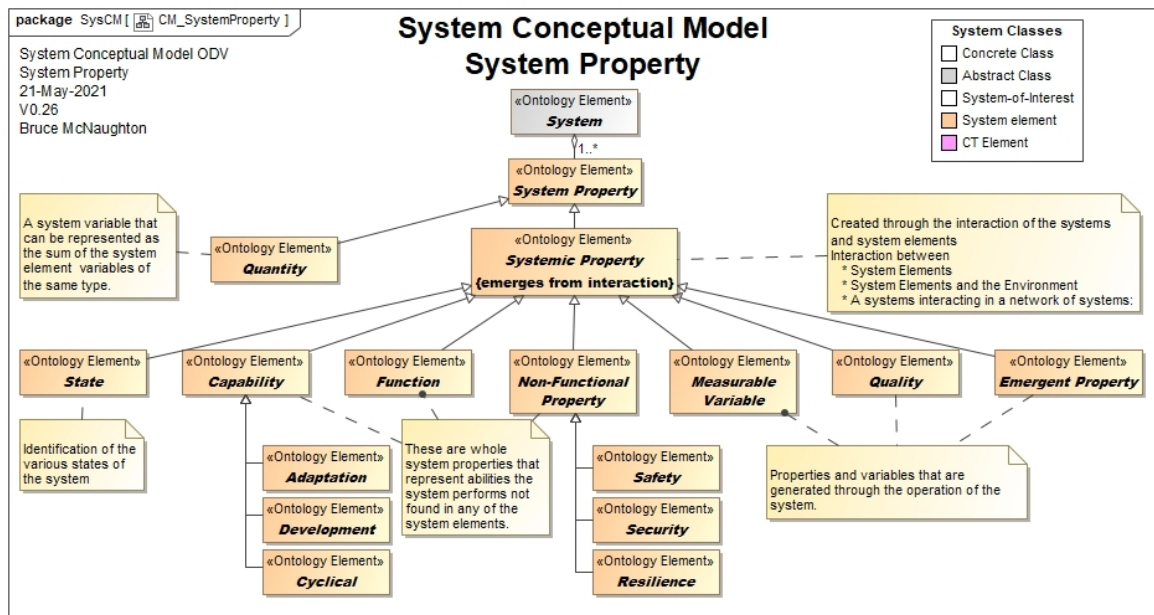 package SysCM [ CM_SystemProperty ]
System Conceptual Model ODV
System Property
21-May-2021
V0.26
Bruce McNaughton
System Conceptual Model
System Property
System Classes
Concrete Class
Abstract Class
System-of-Interest
System element
CT Element
«Ontology Element»
System
1..*
«Ontology Element»
System Property
A system variable that
can be represented as
the sum of the system
element variables of
the same type.
«Ontology Element»
Quantity
«Ontology Element»
Systemic Property
{emerges from interaction}
Created through the interaction of the systems
and system elements
Interaction between
* System Elements
* System Elements and the Environment
* A systems interacting in a network of systems:
«Ontology Element»
State
«Ontology Element»
Capability
«Ontology Element»
Function
«Ontology Element»
Non-Functional
Property
«Ontology Element»
Measurable
Variable
«Ontology Element»
Quality
«Ontology Element»
Emergent Property
Identification of the
various states of
the system
«Ontology Element»
Adaptation
«Ontology Element»
Development
«Ontology Element»
Cyclical
These are whole
system properties that
represent abilities the
system performs not
found in any of the
system elements.
«Ontology Element»
Safety
«Ontology Element»
Security
«Ontology Element»
Resilience
Properties and variables that are
generated through the operation of the
system.